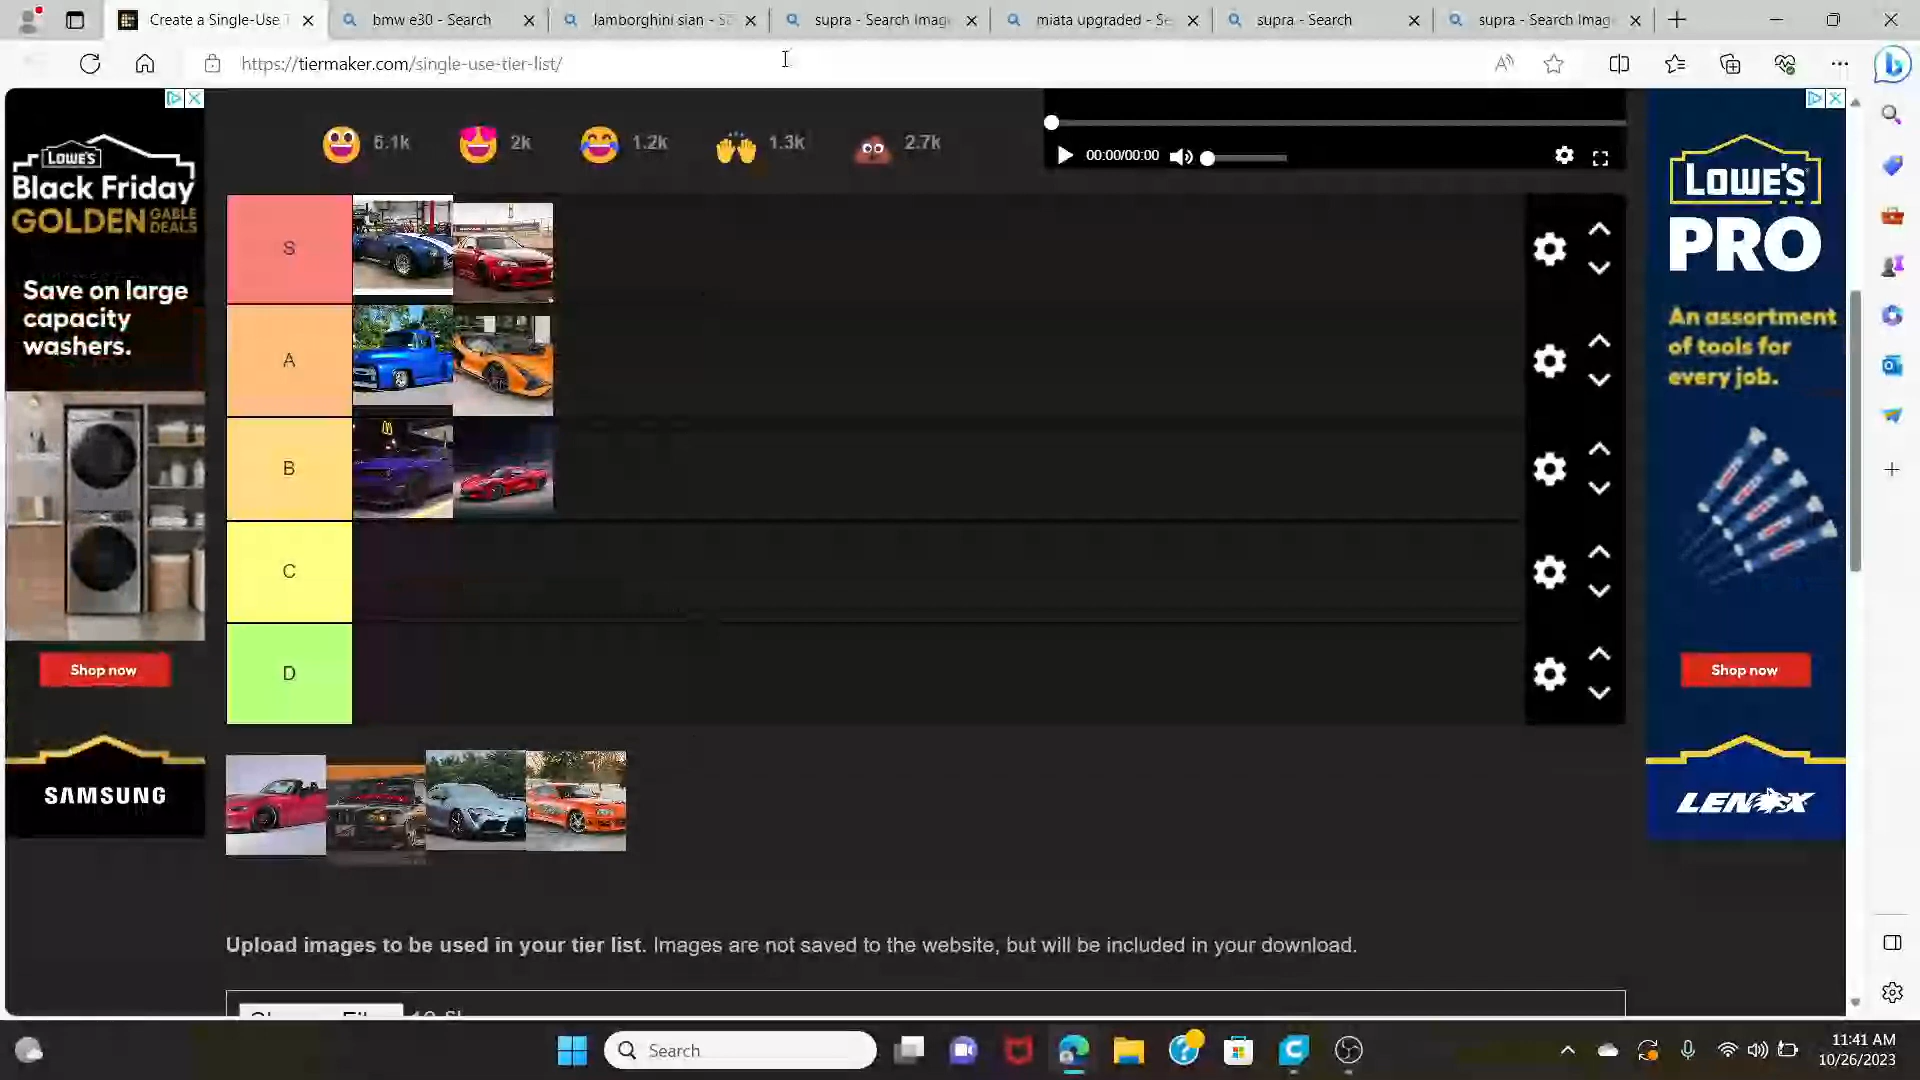 Create a Single-Use T
bmw e30 - Search
lamborghini sian - S
supra - Search Imag
miata upgraded - Se
supra - Search
supra - Search Imag
https://tiermaker.com/single-use-tier-list/
6.1k
2k
1.2k
1.3k
2.7k
00:00/00:00
LOWE'S
Black Friday
GOLDEN GABLE DEALS
Save on large
capacity
washers.
Shop now
SAMSUNG
S
A
B
C
D
LOWE'S
PRO
An assortment
of tools for
every job.
Shop now
LENOX
Upload images to be used in your tier list. Images are not saved to the website, but will be included in your download.
Search
11:41 AM
10/26/2023